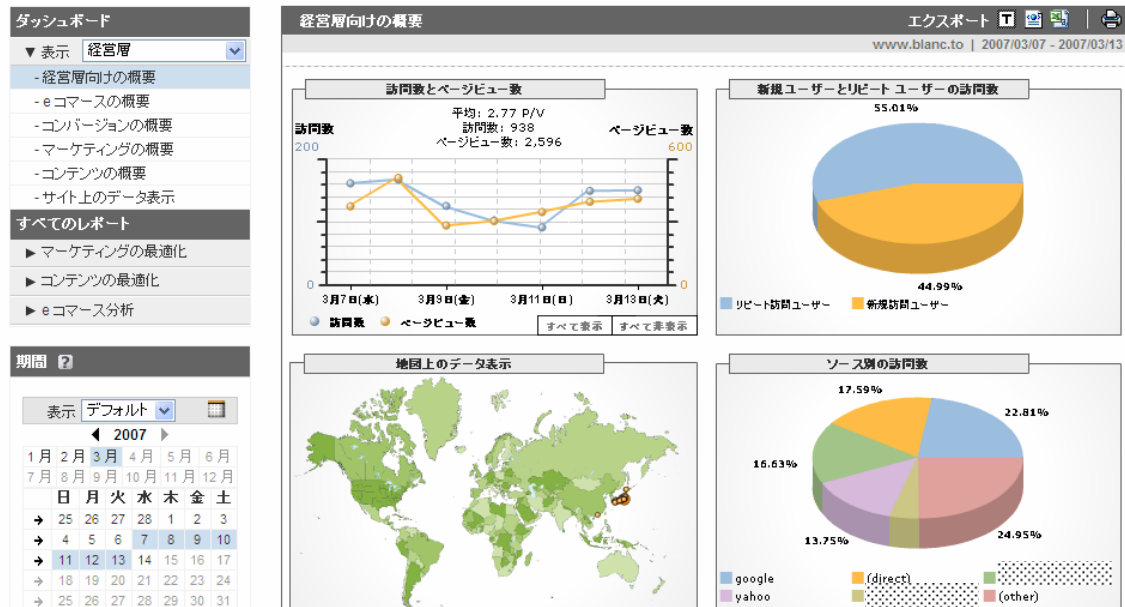 ダッシュボード
▼ 表示 経営層
- 経営層向けの概要
- e コマースの概要
- コンバージョンの概要
- マーケティングの概要
- コンテンツの概要
- サイト上のデータ表示
すべてのレポート
▶ マーケティングの最適化
▶ コンテンツの最適化
▶ e コマース分析
期間 ?
表示 デフォルト
2007
1月 2月 3月 4月 5月 6月
7月 8月 9月 10月 11月 12月
日 月 火 水 木 金 土
25 26 27 28 1 2 3
4 5 6 7 8 9 10
11 12 13 14 15 16 17
18 19 20 21 22 23 24
25 26 27 28 29 30 31
経営層向けの概要
エクスポート T
www.blanc.to | 2007/03/07 - 2007/03/13
訪問数とページビュー数
平均: 2.77 P/V
訪問数: 938
ページビュー数: 2,596
訪問数
ページビュー数
200
600
0
0
3月7日(水) 3月9日(金) 3月11日(日) 3月13日(火)
訪問数 ページビュー数
すべて表示 すべて非表示
新規ユーザーとリピート ユーザーの訪問数
55.01%
44.99%
リピート訪問ユーザー 新規訪問ユーザー
地図上のデータ表示
ソース別の訪問数
17.59%
22.81%
16.63%
13.75%
24.95%
google (direct)
yahoo (other)